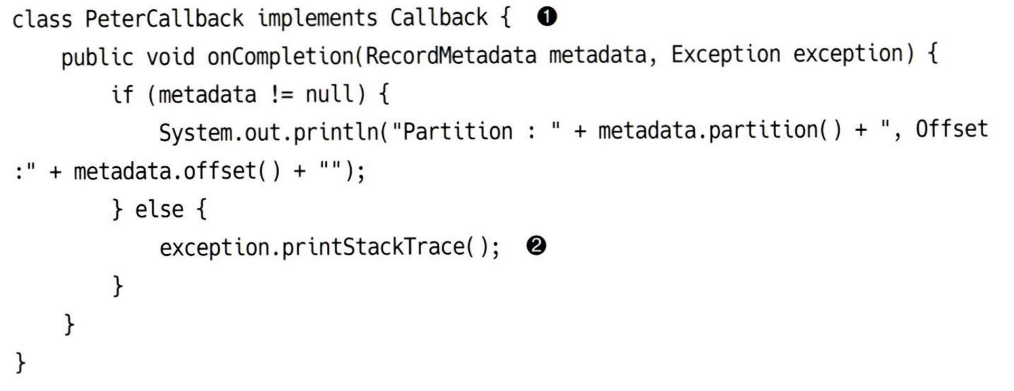 class PeterCallback implements Callback { ❶
    public void onCompletion(RecordMetadata metadata, Exception exception) {
        if (metadata != null) {
            System.out.println("Partition : " + metadata.partition() + ", Offset
:" + metadata.offset() + "");
        } else {
            exception.printStackTrace(); ❷
        }
    }
}